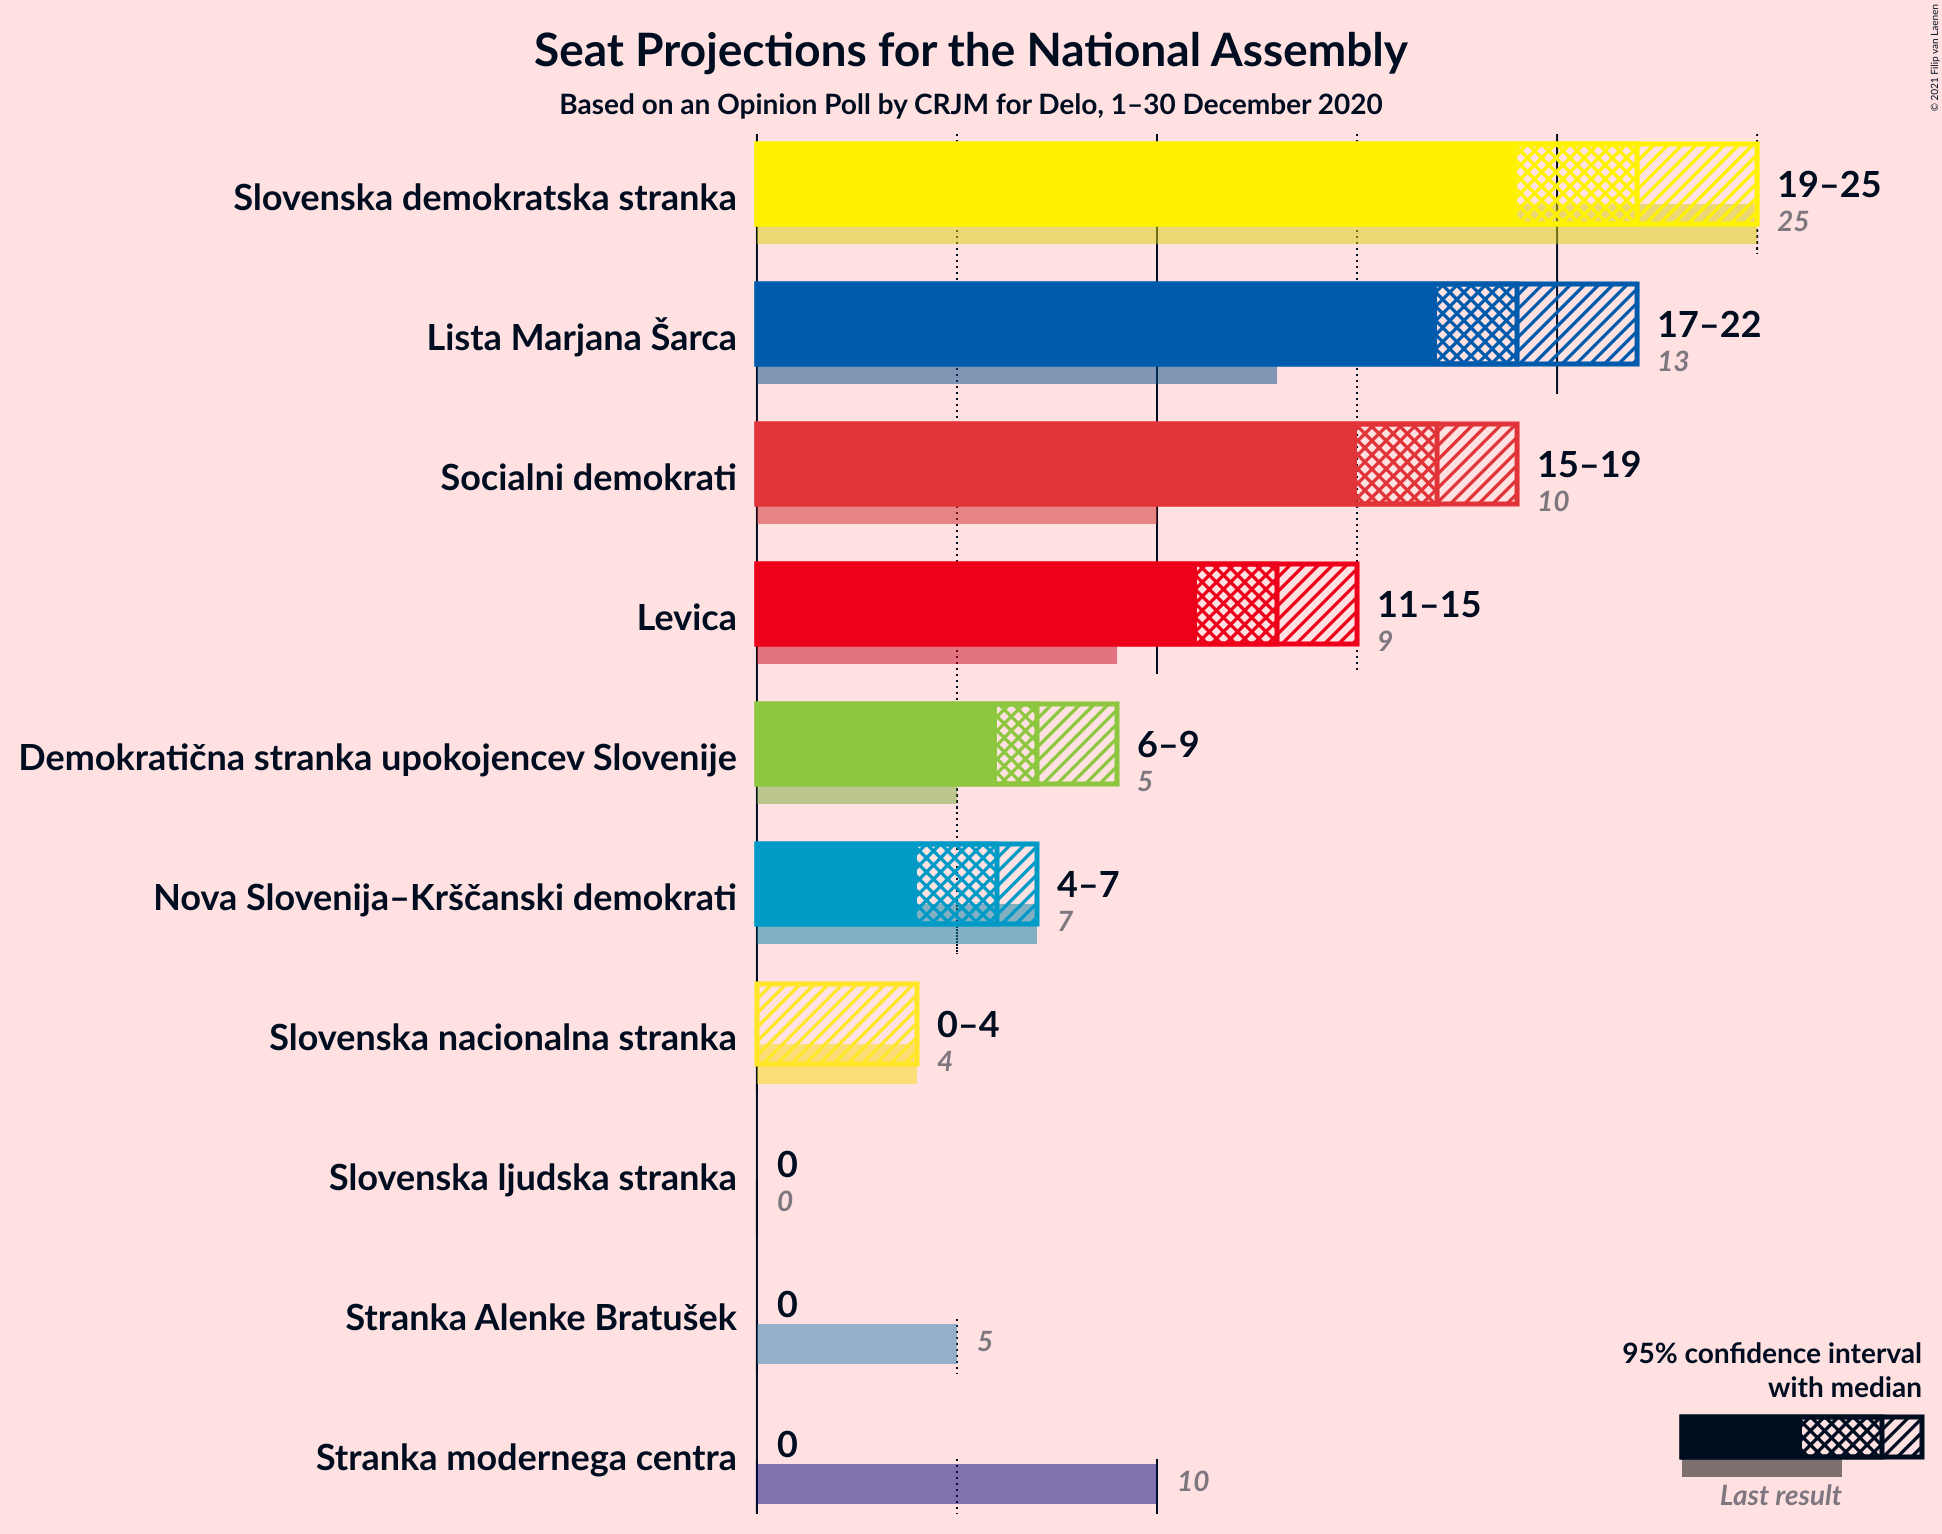 Seat Projections for the National Assembly
Based on an Opinion Poll by CRJM for Delo, 1–30 December 2020
© 2021 Filip van Laenen
Slovenska demokratska stranka
19–25
25
Lista Marjana Šarca
17–22
13
Socialni demokrati
15–19
10
Levica
11–15
9
Demokratična stranka upokojencev Slovenije
6–9
5
Nova Slovenija–Krščanski demokrati
4–7
7
Slovenska nacionalna stranka
0–4
4
Slovenska ljudska stranka
0
0
Stranka Alenke Bratušek
0
5
Stranka modernega centra
0
10
95% confidence interval
with median
Last result